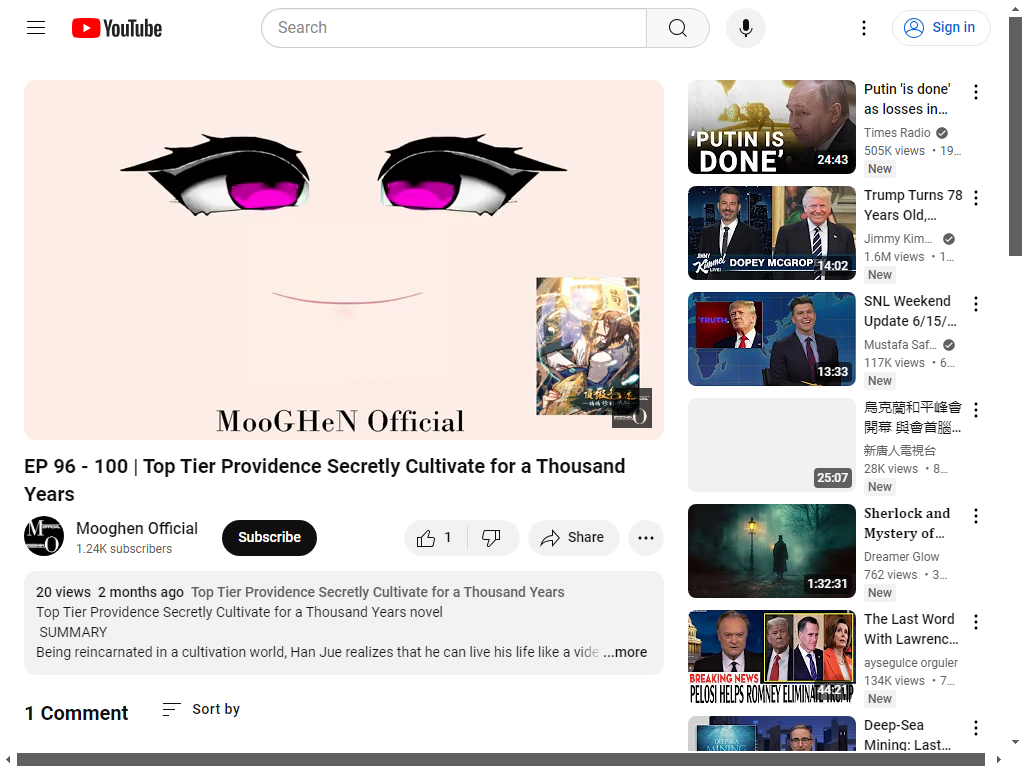 YouTube
Search
Sign in
MooGHeN Official
EP 96 - 100 | Top Tier Providence Secretly Cultivate for a Thousand
Years
Mooghen Official
1.24K subscribers
Subscribe
1
Share
20 views 2 months ago Top Tier Providence Secretly Cultivate for a Thousand Years
Top Tier Providence Secretly Cultivate for a Thousand Years novel
SUMMARY
Being reincarnated in a cultivation world, Han Jue realizes that he can live his life like a vide ...more
1 Comment
Sort by
'PUTIN IS
DONE'
24:43
Putin 'is done'
as losses in…
Times Radio
505K views • 19…
New
JIMMY
KIMMEL
LIVE!
DOPEY MCGROP
14:02
Trump Turns 78
Years Old,…
Jimmy Kim…
1.6M views • 1…
New
TRUTH.
13:33
SNL Weekend
Update 6/15/…
Mustafa Saf…
117K views • 6…
New
25:07
烏克蘭和平峰會
開幕 與會首腦…
新唐人電視台
28K views • 8…
New
1:32:31
Sherlock and
Mystery of…
Dreamer Glow
762 views • 3…
New
BREAKING NEWS
PELOSI HELPS ROMNEY ELIMINATE TRUMP
44:21
The Last Word
With Lawrenc…
aysegulce orguler
134K views • 7…
New
DEEP-SEA
MINING
Deep-Sea
Mining: Last…